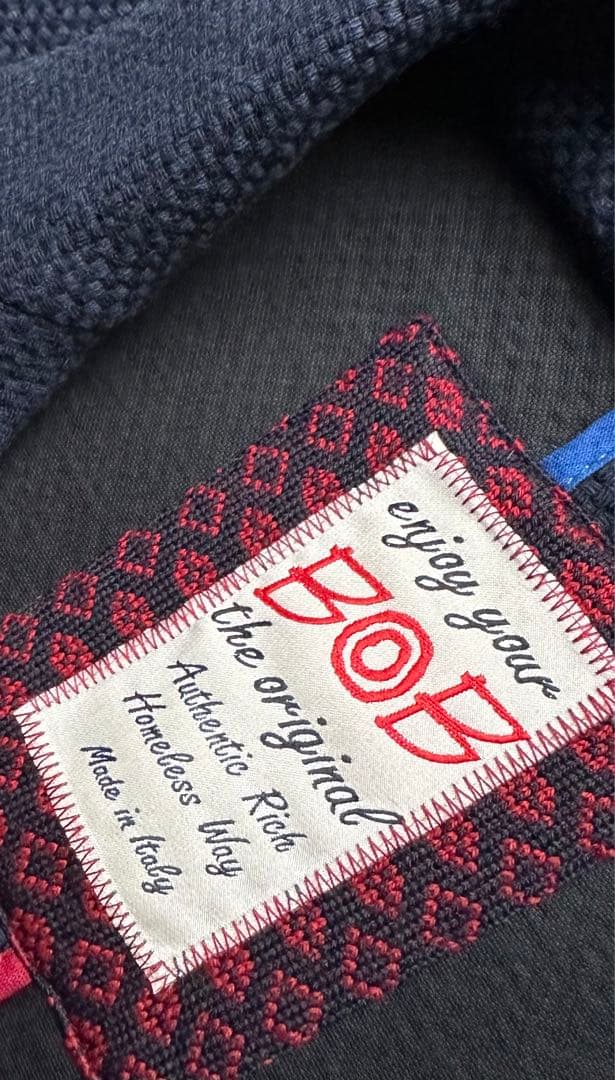 enjoy your
BOB
the original
Authentic Rich
Homeless Way
Made in Italy